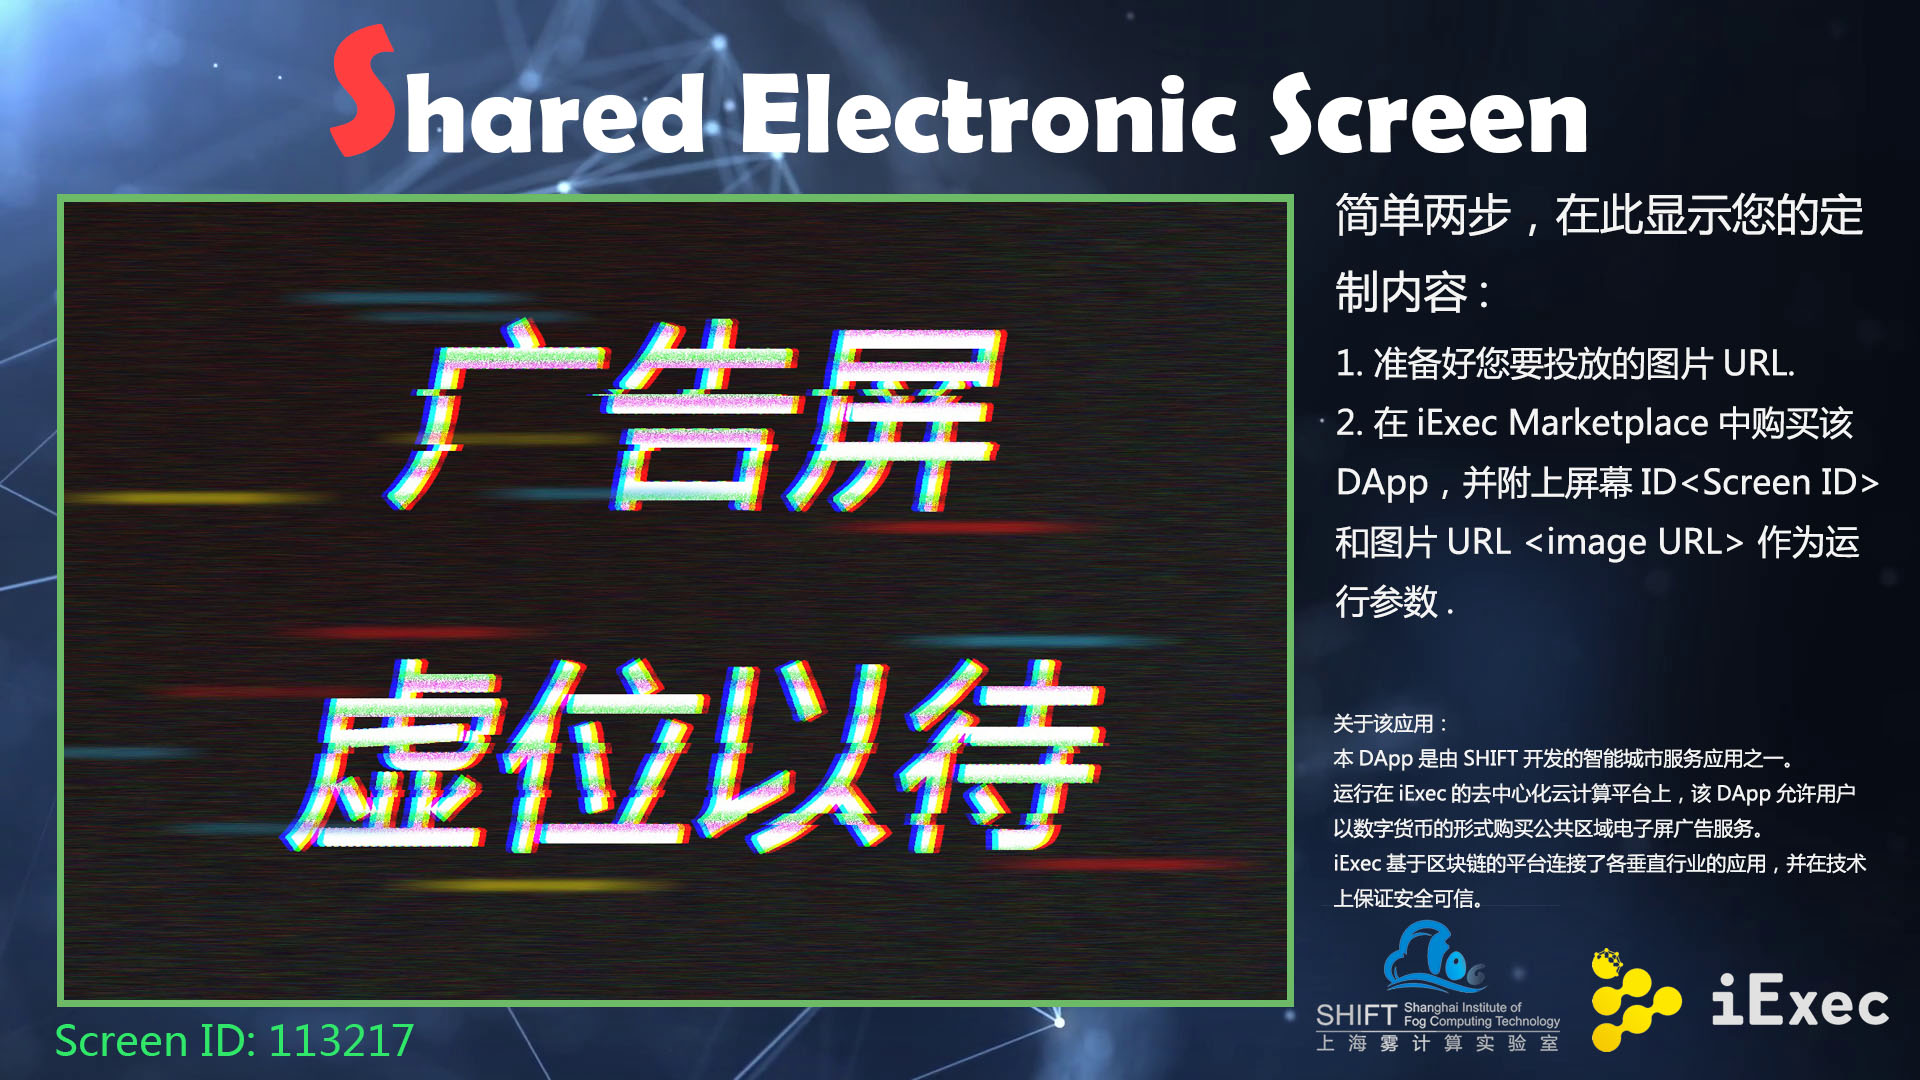 Shared Electronic Screen
广告屏
虚位以待
Screen ID: 113217
简单两步，在此显示您的定
制内容：
1. 准备好您要投放的图片 URL.
2. 在 iExec Marketplace 中购买该
DApp，并附上屏幕 ID<Screen ID>
和图片 URL <image URL> 作为运
行参数 .
关于该应用：
本 DApp 是由 SHIFT 开发的智能城市服务应用之一。
运行在 iExec 的去中心化云计算平台上，该 DApp 允许用户
以数字货币的形式购买公共区域电子屏广告服务。
iExec 基于区块链的平台连接了各垂直行业的应用，并在技术
上保证安全可信。
Fog
SHIFT Shanghai Institute of
Fog Computing Technology
上海雾计算实验室
iExec